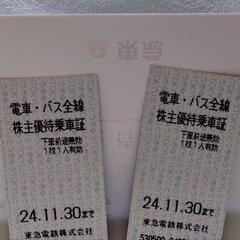 東急
電車・バス全線
株主優待乗車証
下車前途無効
1枚1人有効
24.11.30まで
東急電鉄株式会社
電車・バス全線
株主優待乗車証
下車前途無効
1枚1人有効
24.11.30まで
東急電鉄株式会社